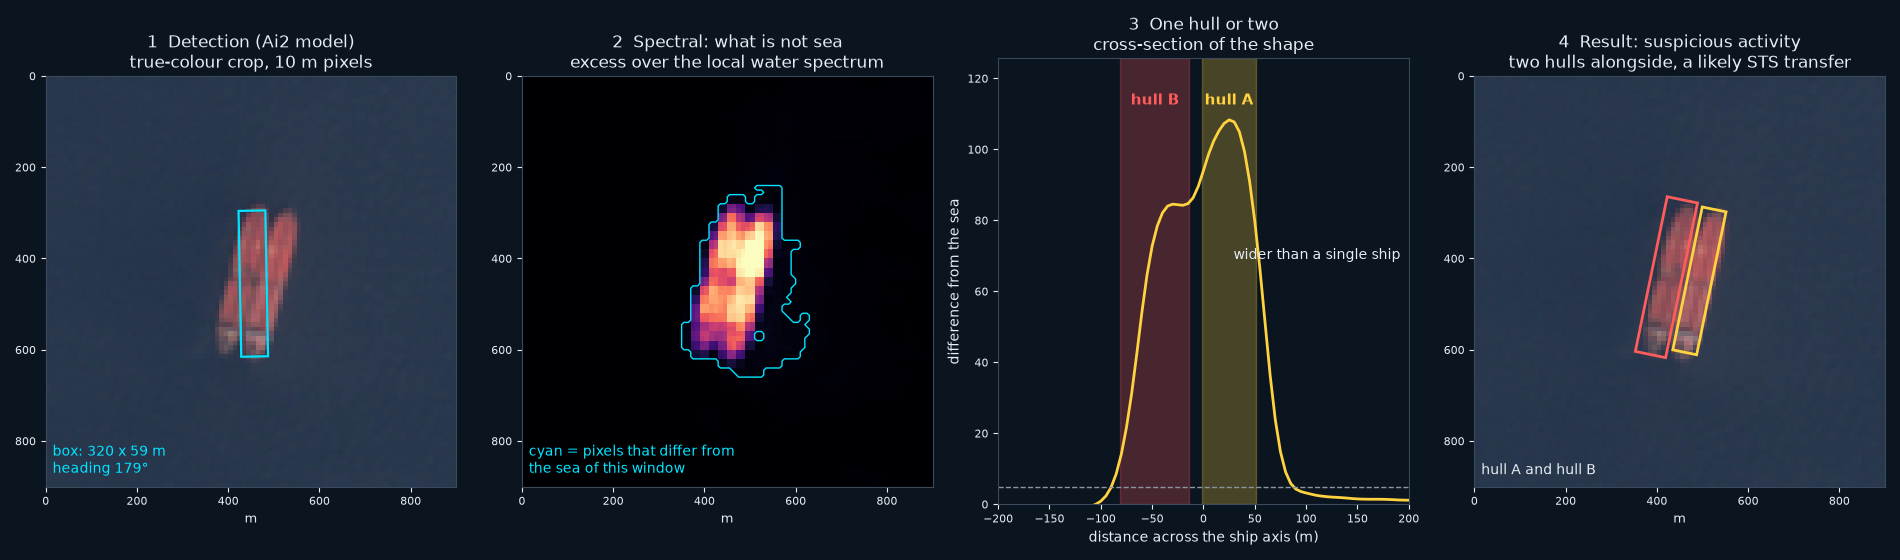 1  Detection (Ai2 model)
true-colour crop, 10 m pixels
0
200
400
600
800
box: 320 x 59 m
heading 179°
0
200
400
600
800
m
2  Spectral: what is not sea
excess over the local water spectrum
0
200
400
600
800
cyan = pixels that differ from
the sea of this window
0
200
400
600
800
m
3  One hull or two
cross-section of the shape
difference from the sea
120
100
80
60
40
20
0
hull B
hull A
wider than a single ship
−200
−150
−100
−50
0
50
100
150
200
distance across the ship axis (m)
4  Result: suspicious activity
two hulls alongside, a likely STS transfer
0
200
400
600
800
hull A and hull B
0
200
400
600
800
m